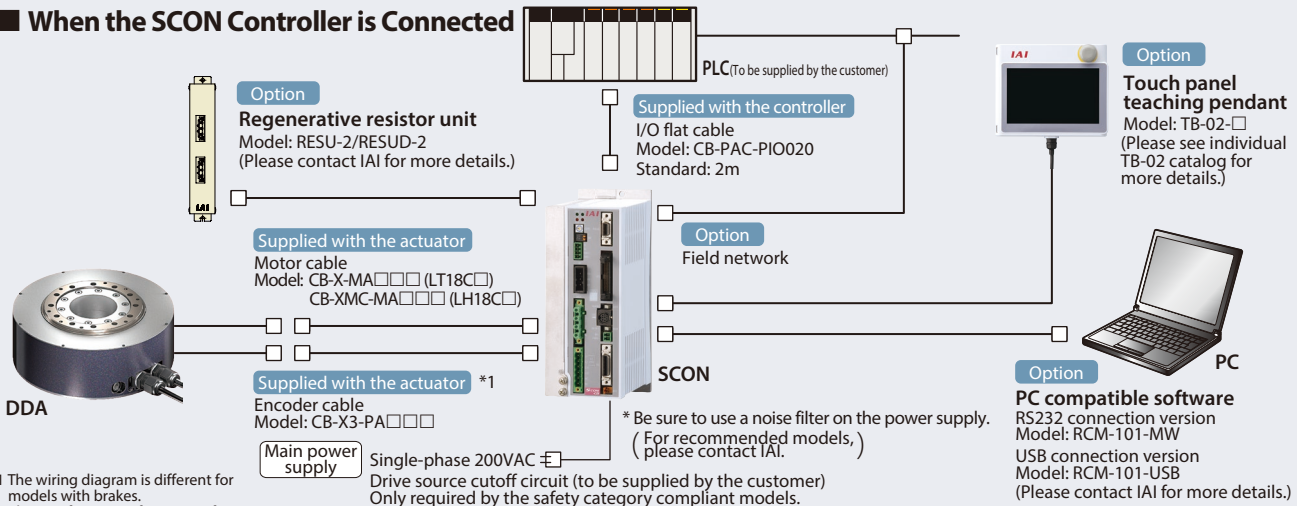 ■ When the SCON Controller is Connected
PLC(To be supplied by the customer)
Option
Regenerative resistor unit
Model: RESU-2/RESUD-2
(Please contact IAI for more details.)
IAI
Supplied with the controller
I/O flat cable
Model: CB-PAC-PIO020
Standard: 2m
IAI
Option
Touch panel
teaching pendant
Model: TB-02-□
(Please see individual
TB-02 catalog for
more details.)
Supplied with the actuator
Motor cable
Model: CB-X-MA□□□ (LT18C□)
CB-XMC-MA□□□ (LH18C□)
IAI
Option
Field network
DDA
Supplied with the actuator *1
Encoder cable
Model: CB-X3-PA□□□
SCON
PC
Option
PC compatible software
RS232 connection version
Model: RCM-101-MW
USB connection version
Model: RCM-101-USB
(Please contact IAI for more details.)
* Be sure to use a noise filter on the power supply.
( For recommended models, )
please contact IAI.
Main power
supply
Single-phase 200VAC
Drive source cutoff circuit (to be supplied by the customer)
Only required by the safety category compliant models.
1 The wiring diagram is different for
models with brakes.